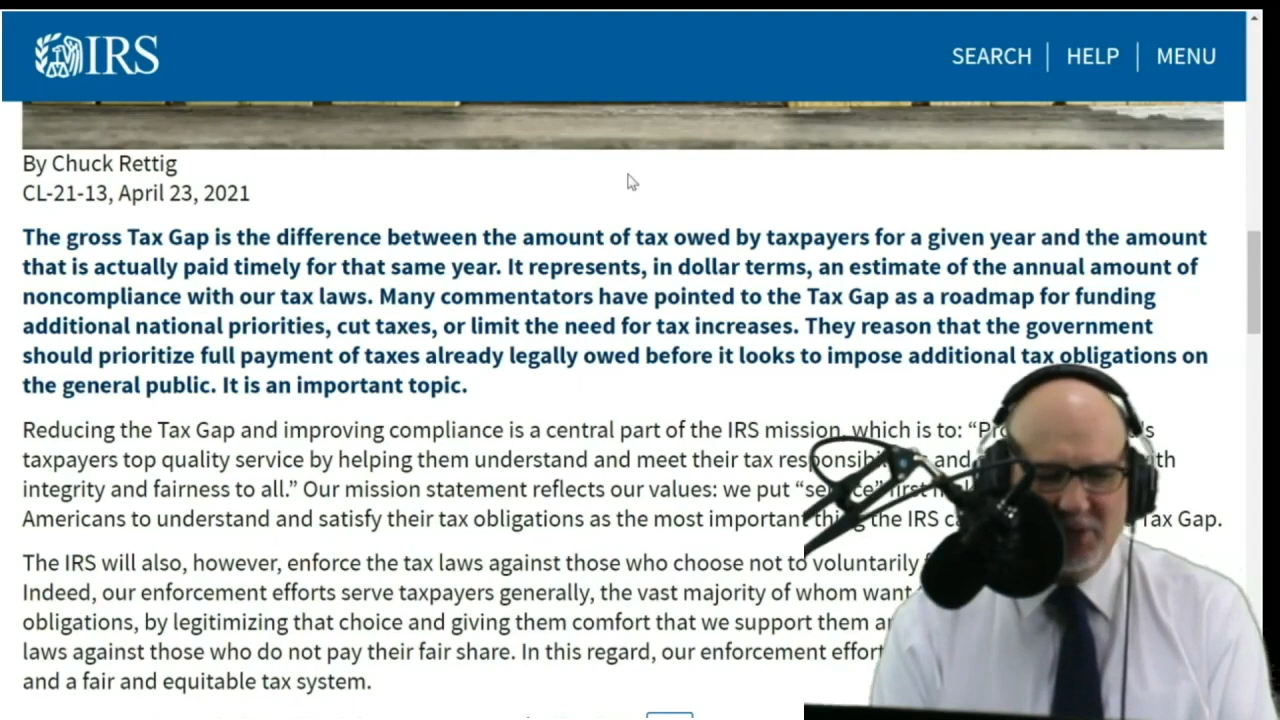 IRS
SEARCH
HELP
MENU
By Chuck Rettig
CL-21-13, April 23, 2021
The gross Tax Gap is the difference between the amount of tax owed by taxpayers for a given year and the amount
that is actually paid timely for that same year. It represents, in dollar terms, an estimate of the annual amount of
noncompliance with our tax laws. Many commentators have pointed to the Tax Gap as a roadmap for funding
additional national priorities, cut taxes, or limit the need for tax increases. They reason that the government
should prioritize full payment of taxes already legally owed before it looks to impose additional tax obligations on
the general public. It is an important topic.
Reducing the Tax Gap and improving compliance is a central part of the IRS mission, which is to:
taxpayers top quality service by helping them understand and meet their tax and
integrity and fairness to all.” Our mission statement reflects our values: we put first
Americans to understand and satisfy their tax obligations as the most important the IRS Tax Gap.
The IRS will also, however, enforce the tax laws against those who choose not to voluntarily
Indeed, our enforcement efforts serve taxpayers generally, the vast majority of whom want
obligations, by legitimizing that choice and giving them comfort that we support them
laws against those who do not pay their fair share. In this regard, our enforcement
and a fair and equitable tax system.